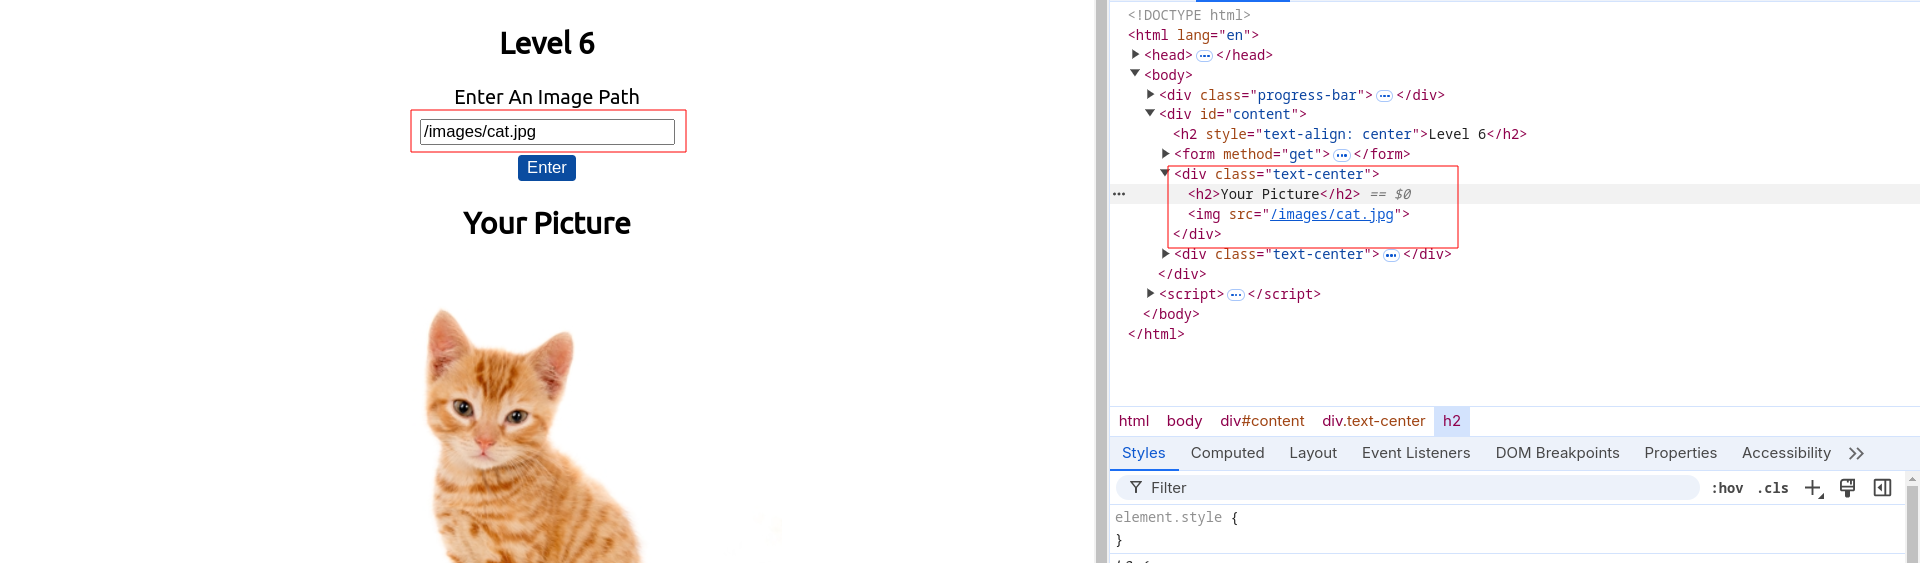 Level 6
Enter An Image Path
/images/cat.jpg
Enter
Your Picture
<!DOCTYPE html>
<html lang="en">
<head> ··· </head>
<body>
<div class="progress-bar"> ··· </div>
<div id="content">
<h2 style="text-align: center">Level 6</h2>
<form method="get"> ··· </form>
<div class="text-center">
<h2>Your Picture</h2> == $0
<img src="/images/cat.jpg">
</div>
<div class="text-center"> ··· </div>
</div>
<script> ··· </script>
</body>
</html>
html body div#content div.text-center h2
Styles Computed Layout Event Listeners DOM Breakpoints Properties Accessibility
Filter :hov .cls
element.style {
}